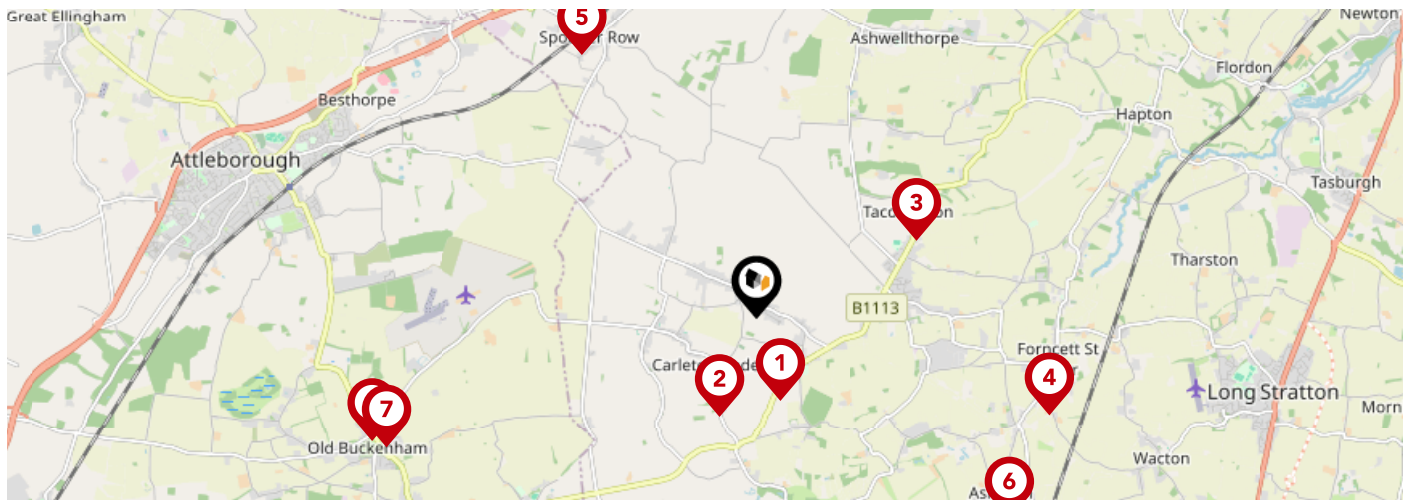 Great Ellingham
5
Newton
Ashwellthorpe
Flordon
Besthorpe
Hapton
Attleborough
Tasburgh
3
Tharston
B1113
Forncett St
1
2
4
Long Stratton
7
Old Buckenham
Wacton
6